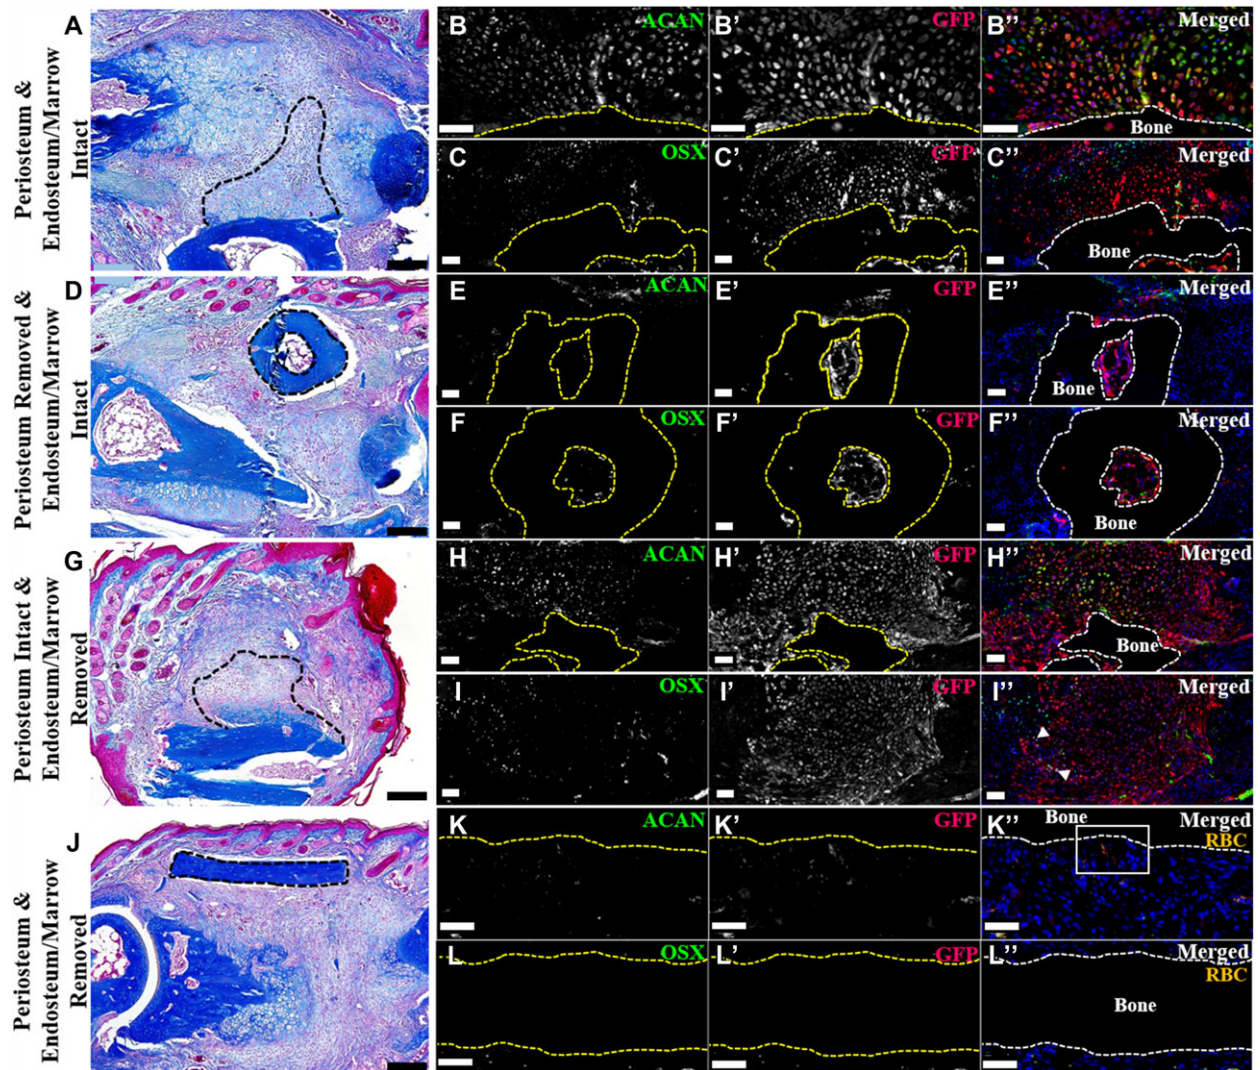 Periosteum &
Endosteum/Marrow
Intact
A
B ACAN
B’ GFP
B’’ Merged
Bone
C OSX
C’ GFP
C’’ Merged
Bone
Periosteum Removed &
Endosteum/Marrow
Intact
D
E ACAN
E’ GFP
E’’ Merged
Bone
F OSX
F’ GFP
F’’ Merged
Bone
Periosteum Intact &
Endosteum/Marrow
Removed
G
H ACAN
H’ GFP
H’’ Merged
Bone
I OSX
I’ GFP
I’’ Merged
Periosteum &
Endosteum/Marrow
Removed
J
K ACAN
K’ GFP
K’’ Bone Merged
RBC
L OSX
L’ GFP
L’’ Merged
RBC
Bone